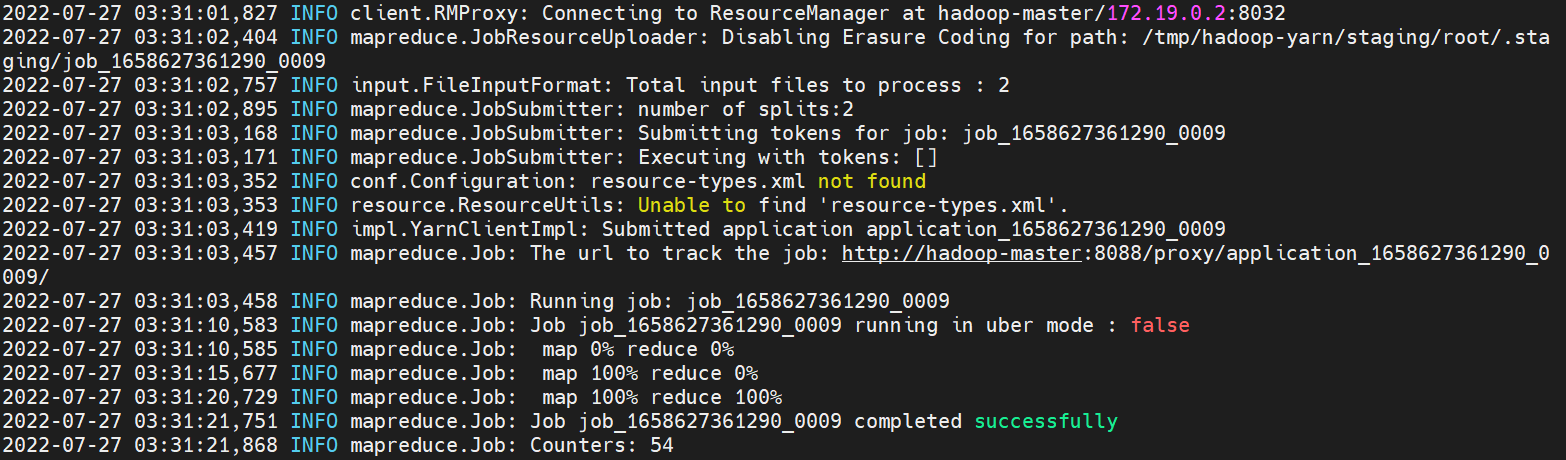 2022-07-27 03:31:01,827 INFO client.RMProxy: Connecting to ResourceManager at hadoop-master/172.19.0.2:8032
2022-07-27 03:31:02,404 INFO mapreduce.JobResourceUploader: Disabling Erasure Coding for path: /tmp/hadoop-yarn/staging/root/.sta
ging/job_1658627361290_0009
2022-07-27 03:31:02,757 INFO input.FileInputFormat: Total input files to process : 2
2022-07-27 03:31:02,895 INFO mapreduce.JobSubmitter: number of splits:2
2022-07-27 03:31:03,168 INFO mapreduce.JobSubmitter: Submitting tokens for job: job_1658627361290_0009
2022-07-27 03:31:03,171 INFO mapreduce.JobSubmitter: Executing with tokens: []
2022-07-27 03:31:03,352 INFO conf.Configuration: resource-types.xml not found
2022-07-27 03:31:03,353 INFO resource.ResourceUtils: Unable to find 'resource-types.xml'.
2022-07-27 03:31:03,419 INFO impl.YarnClientImpl: Submitted application application_1658627361290_0009
2022-07-27 03:31:03,457 INFO mapreduce.Job: The url to track the job: http://hadoop-master:8088/proxy/application_1658627361290_0
009/
2022-07-27 03:31:03,458 INFO mapreduce.Job: Running job: job_1658627361290_0009
2022-07-27 03:31:10,583 INFO mapreduce.Job: Job job_1658627361290_0009 running in uber mode : false
2022-07-27 03:31:10,585 INFO mapreduce.Job:  map 0% reduce 0%
2022-07-27 03:31:15,677 INFO mapreduce.Job:  map 100% reduce 0%
2022-07-27 03:31:20,729 INFO mapreduce.Job:  map 100% reduce 100%
2022-07-27 03:31:21,751 INFO mapreduce.Job: Job job_1658627361290_0009 completed successfully
2022-07-27 03:31:21,868 INFO mapreduce.Job: Counters: 54